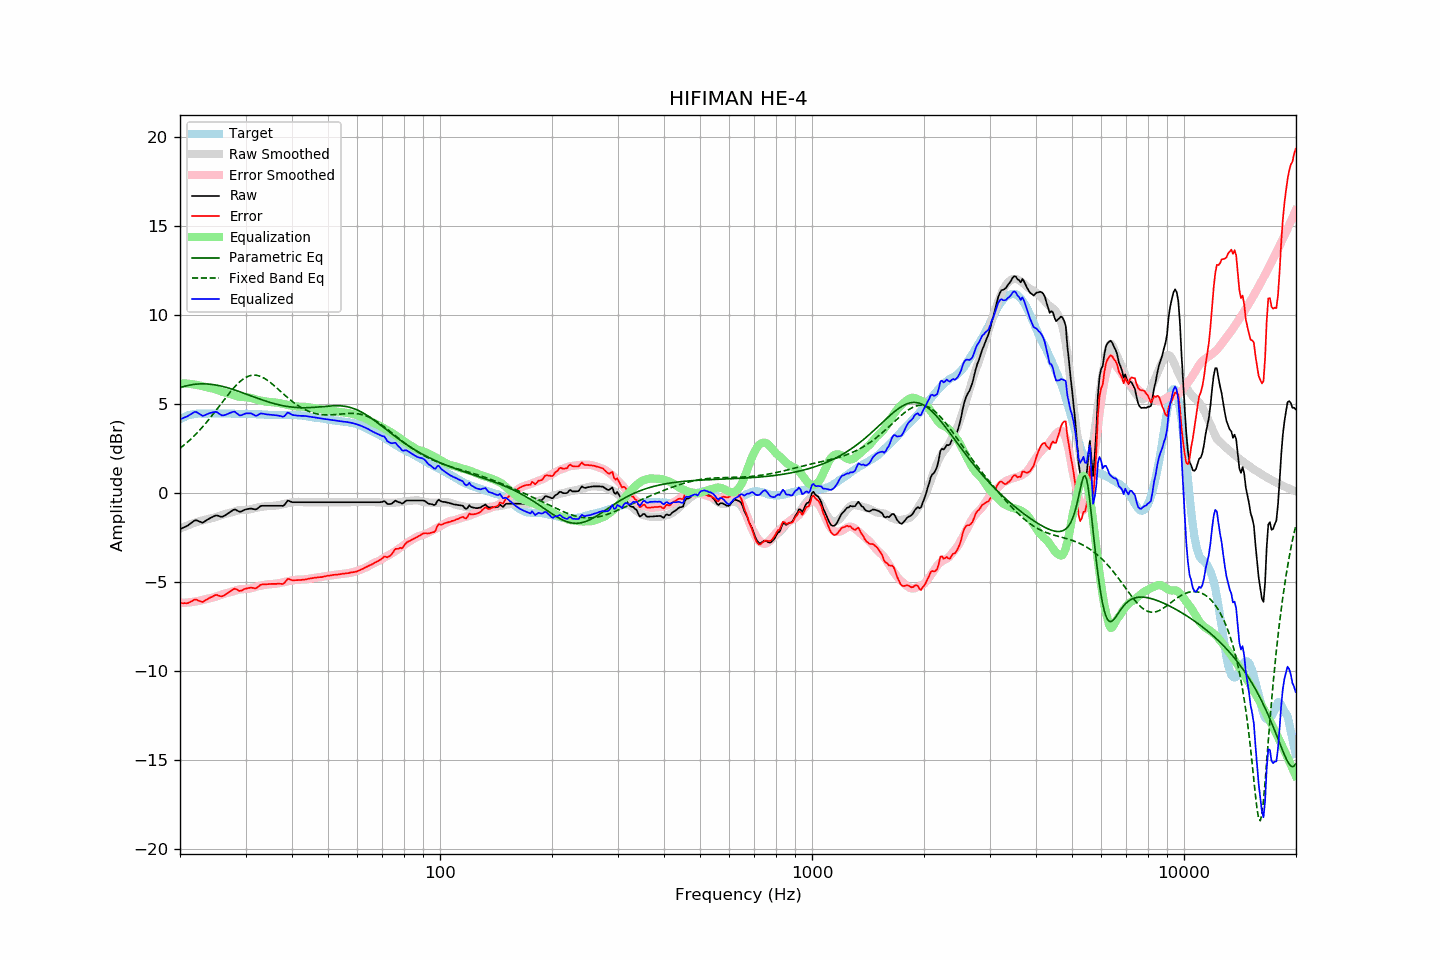 HIFIMAN HE-4
Target
Raw Smoothed
Error Smoothed
Raw
Error
Equalization
Parametric Eq
Fixed Band Eq
Equalized
20
15
10
5
0
−5
−10
−15
−20
Amplitude (dBr)
100
1000
10000
Frequency (Hz)